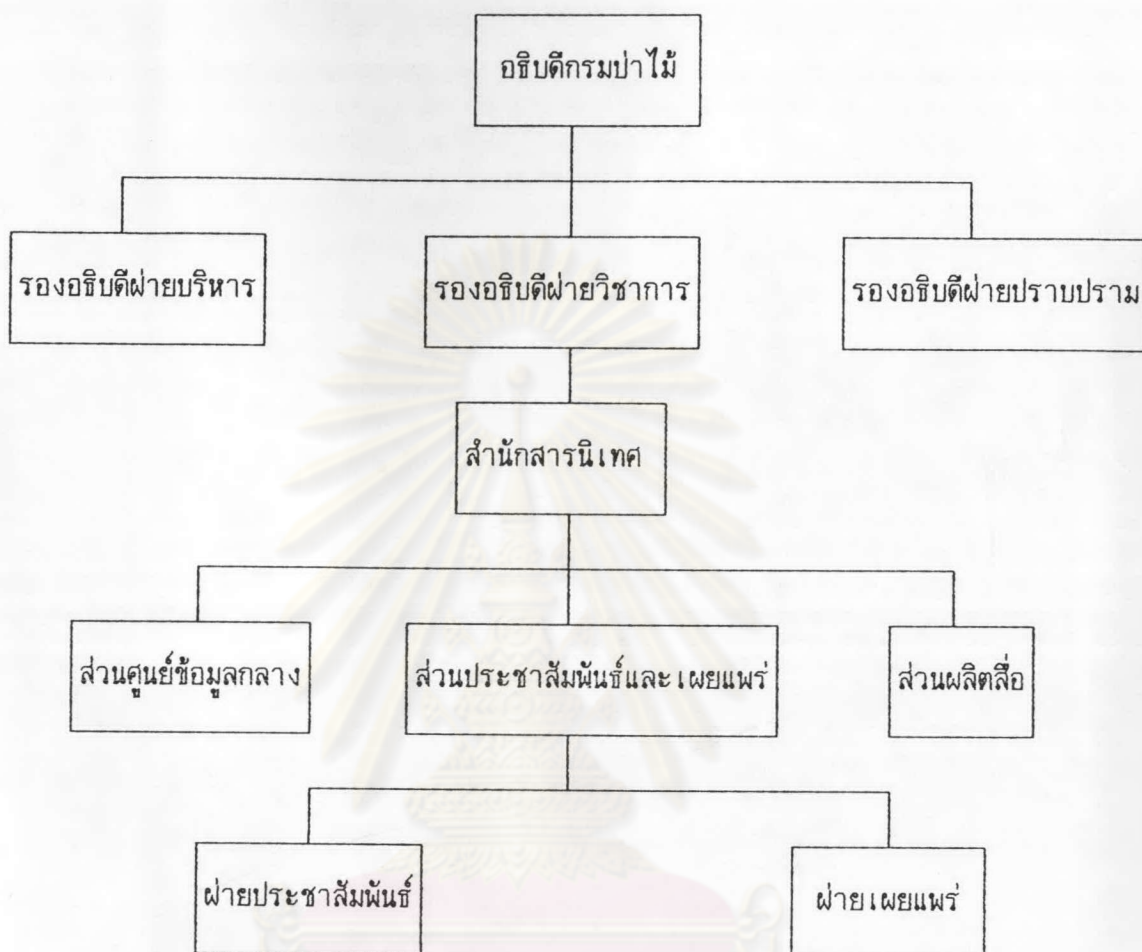 อธิบดีกรมป่าไม้
รองอธิบดีฝ่ายบริหาร
รองอธิบดีฝ่ายวิชาการ
รองอธิบดีฝ่ายปราบปราม
สำนักสารนิเทศ
ส่วนศูนย์ข้อมูลกลาง
ส่วนประชาสัมพันธ์และเผยแพร่
ส่วนผลิตสื่อ
ฝ่ายประชาสัมพันธ์
ฝ่ายเผยแพร่